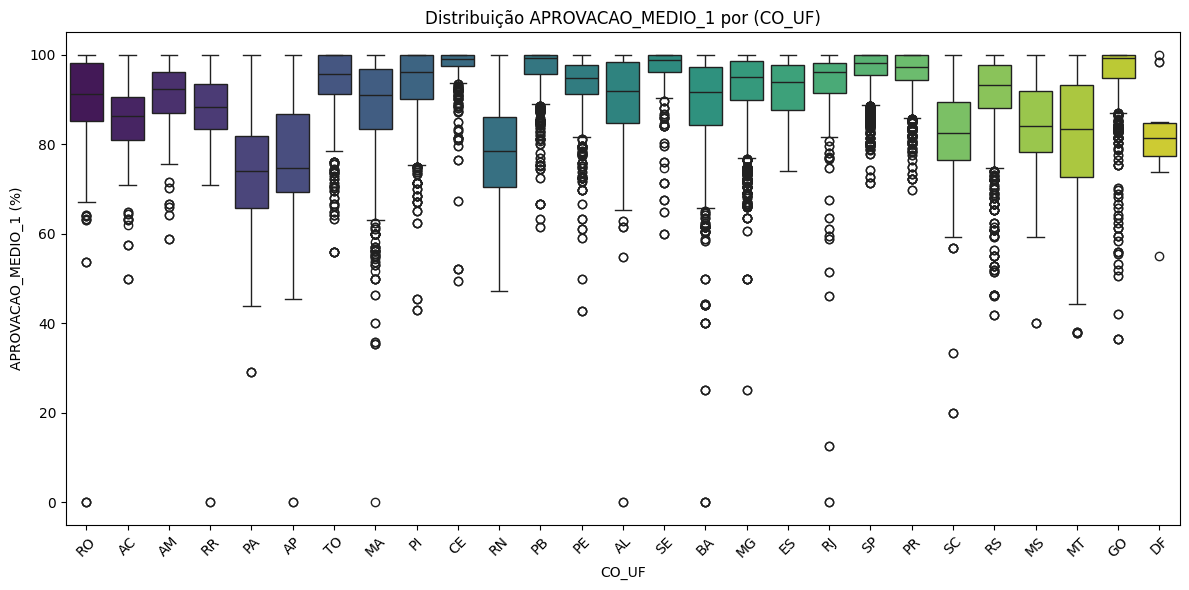 Distribuição APROVACAO_MEDIO_1 por (CO_UF)
APROVACAO_MEDIO_1 (%)
100
80
60
40
20
0
RO AC AM RR PA AP TO MA PI CE RN PB PE AL SE BA MG ES RJ SP PR SC RS MS MT GO DF
CO_UF